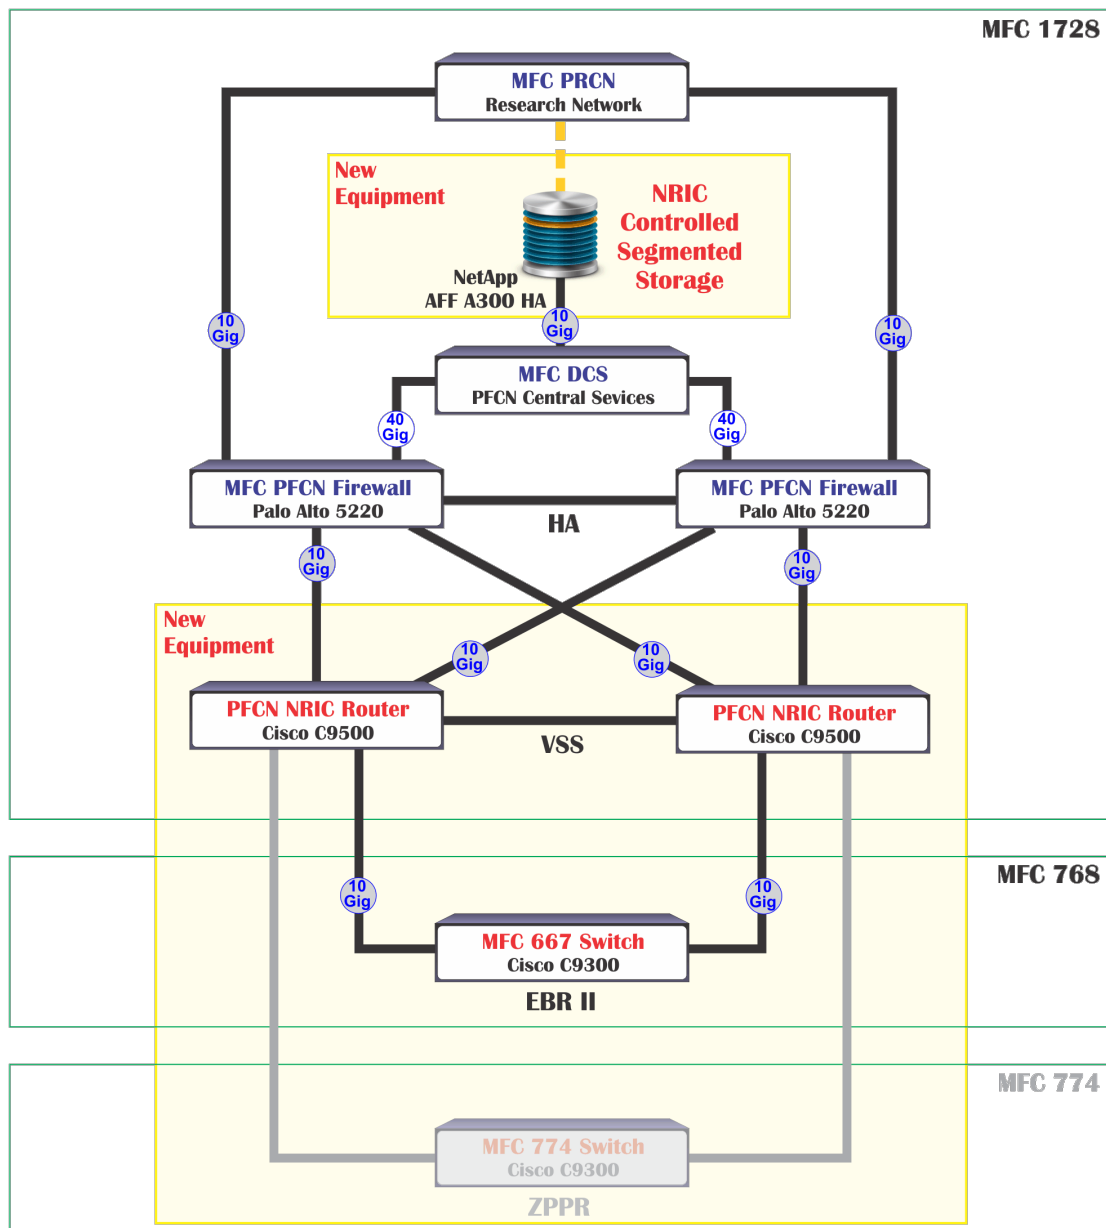 MFC 1728
MFC PRCN
Research Network
New
Equipment
NRIC
Controlled
Segmented
Storage
NetApp
AFF A300 HA
10
Gig
10
Gig
10
Gig
MFC DCS
PFCN Central Sevices
40
Gig
40
Gig
MFC PFCN Firewall
Palo Alto 5220
MFC PFCN Firewall
Palo Alto 5220
HA
10
Gig
10
Gig
New
Equipment
10
Gig
10
Gig
PFCN NRIC Router
Cisco C9500
PFCN NRIC Router
Cisco C9500
VSS
MFC 768
10
Gig
10
Gig
MFC 667 Switch
Cisco C9300
EBR II
MFC 774
MFC 774 Switch
Cisco C9300
ZPPR